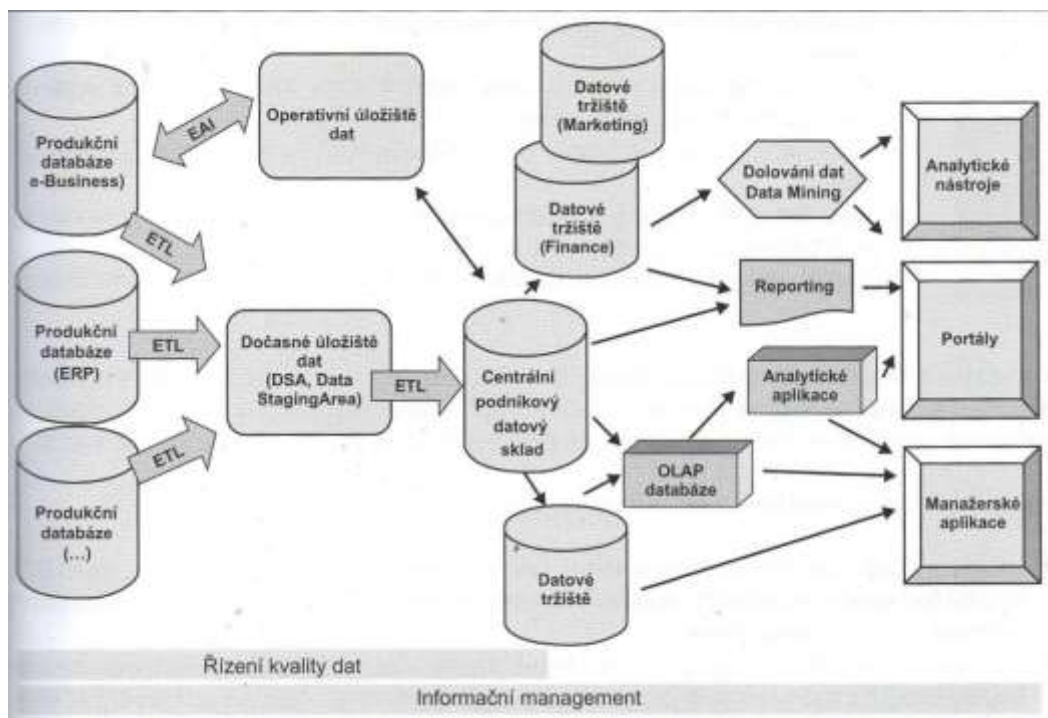 Produkční
databáze
e-Business)
EAI
Operativní úložiště
dat
ETL
Produkční
databáze
(ERP)
ETL
Dočasné úložiště
dat
(DSA, Data
StagingArea)
ETL
Produkční
databáze
(...)
ETL
Centrální
podnikový
datový
sklad
Datové
tržiště
(Marketing)
Datové
tržiště
(Finance)
Datové
tržiště
Dolování dat
Data Mining
Reporting
Analytické
aplikace
OLAP
databáze
Analytické
nástroje
Portály
Manažerské
aplikace
Řízení kvality dat
Informační management